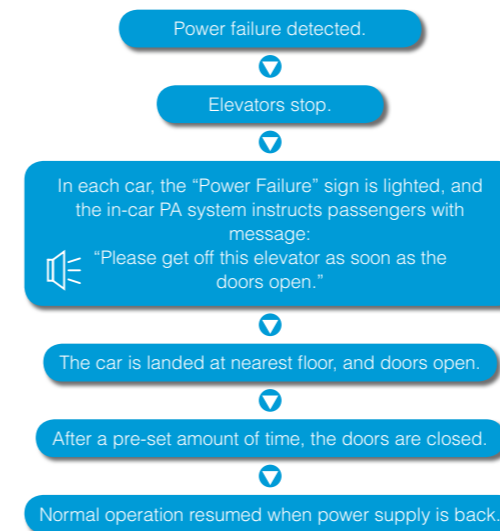 Power failure detected.
Elevators stop.
In each car, the “Power Failure” sign is lighted, and
the in-car PA system instructs passengers with
message:
“Please get off this elevator as soon as the
doors open.”
The car is landed at nearest floor, and doors open.
After a pre-set amount of time, the doors are closed.
Normal operation resumed when power supply is back.